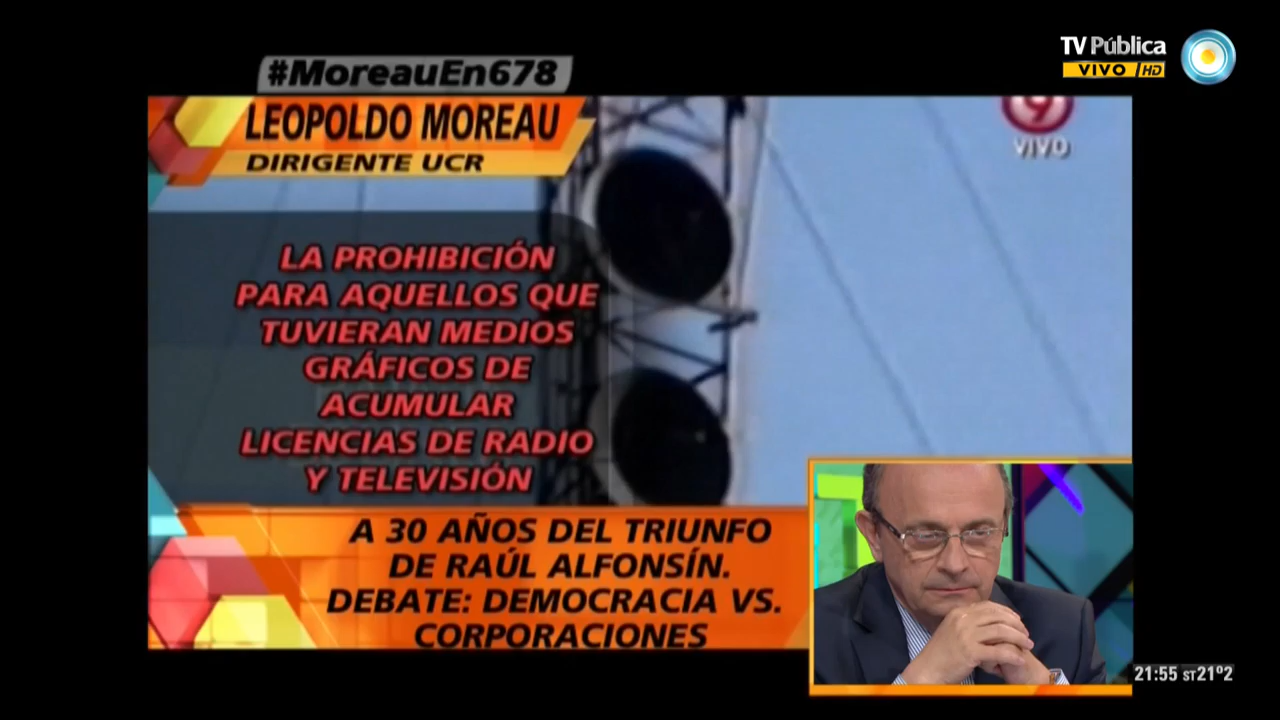 TV Pública
VIVO HD
#MoreauEn678
LEOPOLDO MOREAU
DIRIGENTE UCR
9
VIVO
LA PROHIBICIÓN
PARA AQUELLOS QUE
TUVIERAN MEDIOS
GRÁFICOS DE
ACUMULAR
LICENCIAS DE RADIO
Y TELEVISIÓN
A 30 AÑOS DEL TRIUNFO
DE RAÚL ALFONSÍN.
DEBATE: DEMOCRACIA VS.
CORPORACIONES
21:55 ST21º2